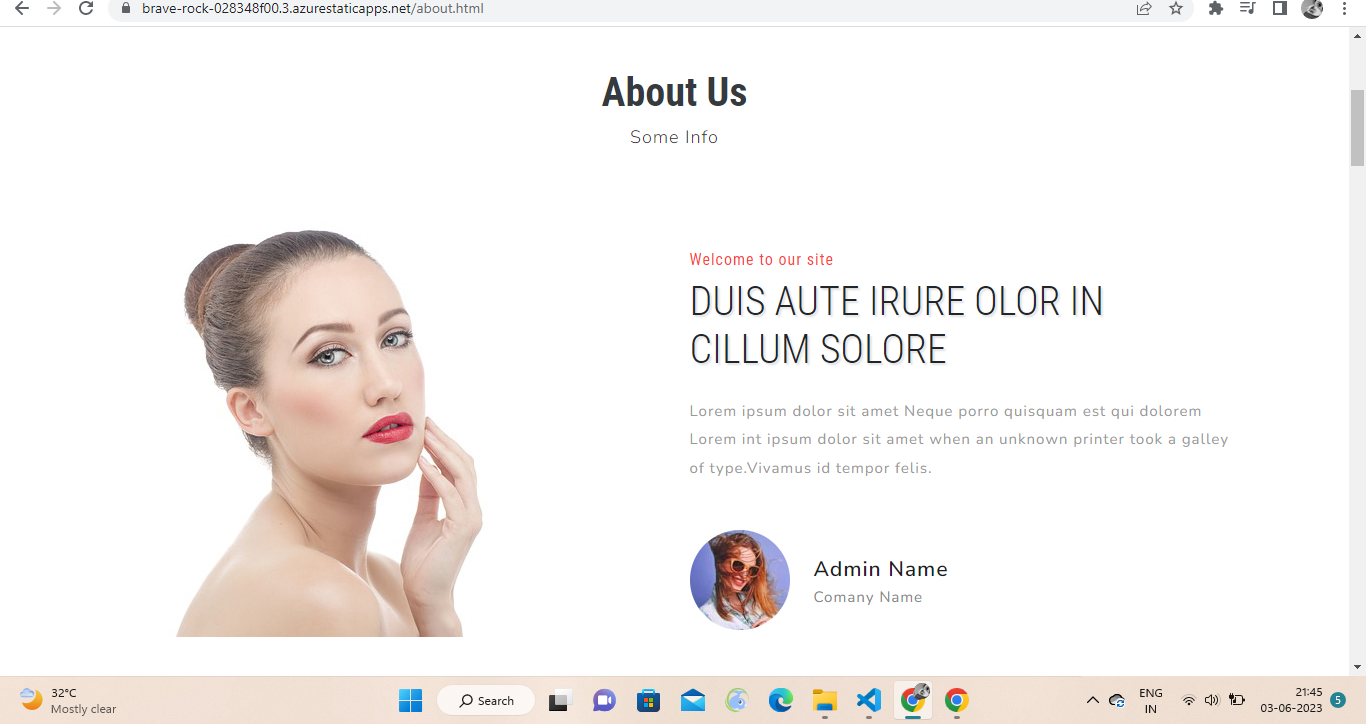 brave-rock-028348f00.3.azurestaticapps.net/about.html
About Us
Some Info
Welcome to our site
DUIS AUTE IRURE OLOR IN
CILLUM SOLORE
Lorem ipsum dolor sit amet Neque porro quisquam est qui dolorem
Lorem int ipsum dolor sit amet when an unknown printer took a galley
of type.Vivamus id tempor felis.
Admin Name
Comany Name
32°C
Mostly clear
Search
ENG
IN
21:45
03-06-2023
5